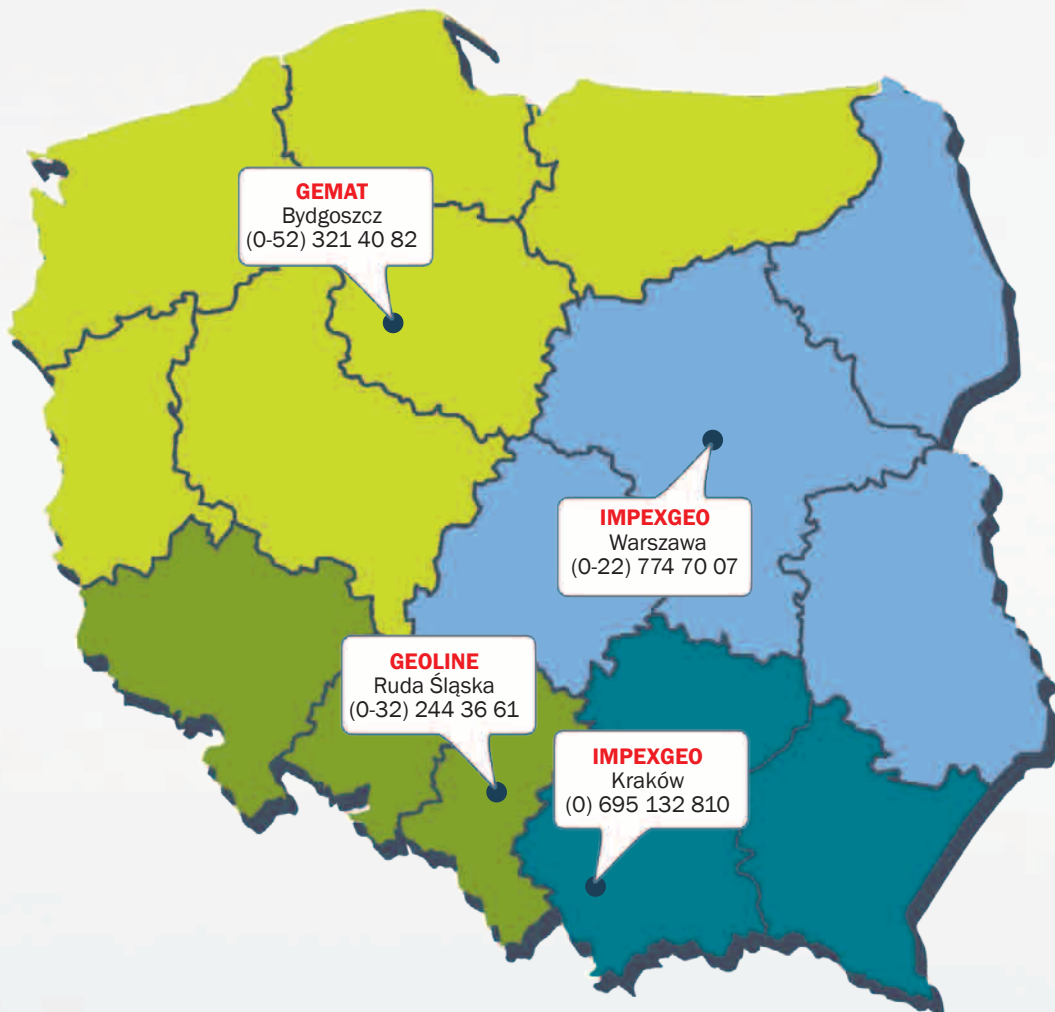 GEMAT
Bydgoszcz
(0-52) 321 40 82
IMPEXGEO
Warszawa
(0-22) 774 70 07
GEOLINE
Ruda Śląska
(0-32) 244 36 61
IMPEXGEO
Kraków
(0) 695 132 810